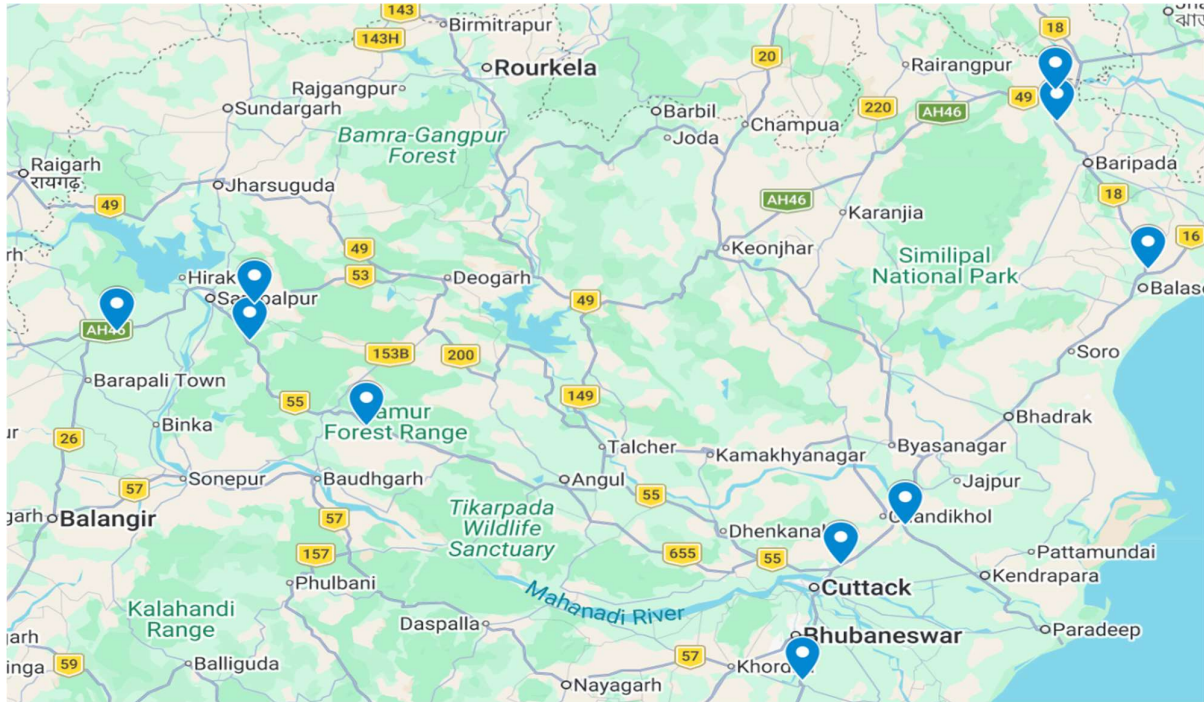 143
18
143H
Birmitrapur
Rourkela
20
Rairangpur
Rajgangpur
49
Sundargarh
Barbil
220
AH46
Champua
Joda
Bamra-Gangpur
Forest
Raigarh
रायगढ़
Baripada
Jharsuguda
AH46
18
49
Karanjia
16
Keonjhar
49
Similipal
National Park
Hirak
53
Deogarh
49
Balas
AH46
153B
200
Soro
Barapali Town
149
55
Bhadrak
Binka
Forest Range
26
Talcher
Byasanagar
Kamakhyanagar
Sonepur
Baudhgarh
Angul
Jajpur
57
55
garh
Balangir
57
Tikarpada
Wildlife
Sanctuary
Dhenkanal
157
655
55
Pattamundai
Phulbani
Kendrapara
Cuttack
Mahanadi River
Kalahandi
Range
Daspalla
Paradeep
Bhubaneswar
57
59
Balliguda
Nayagarh